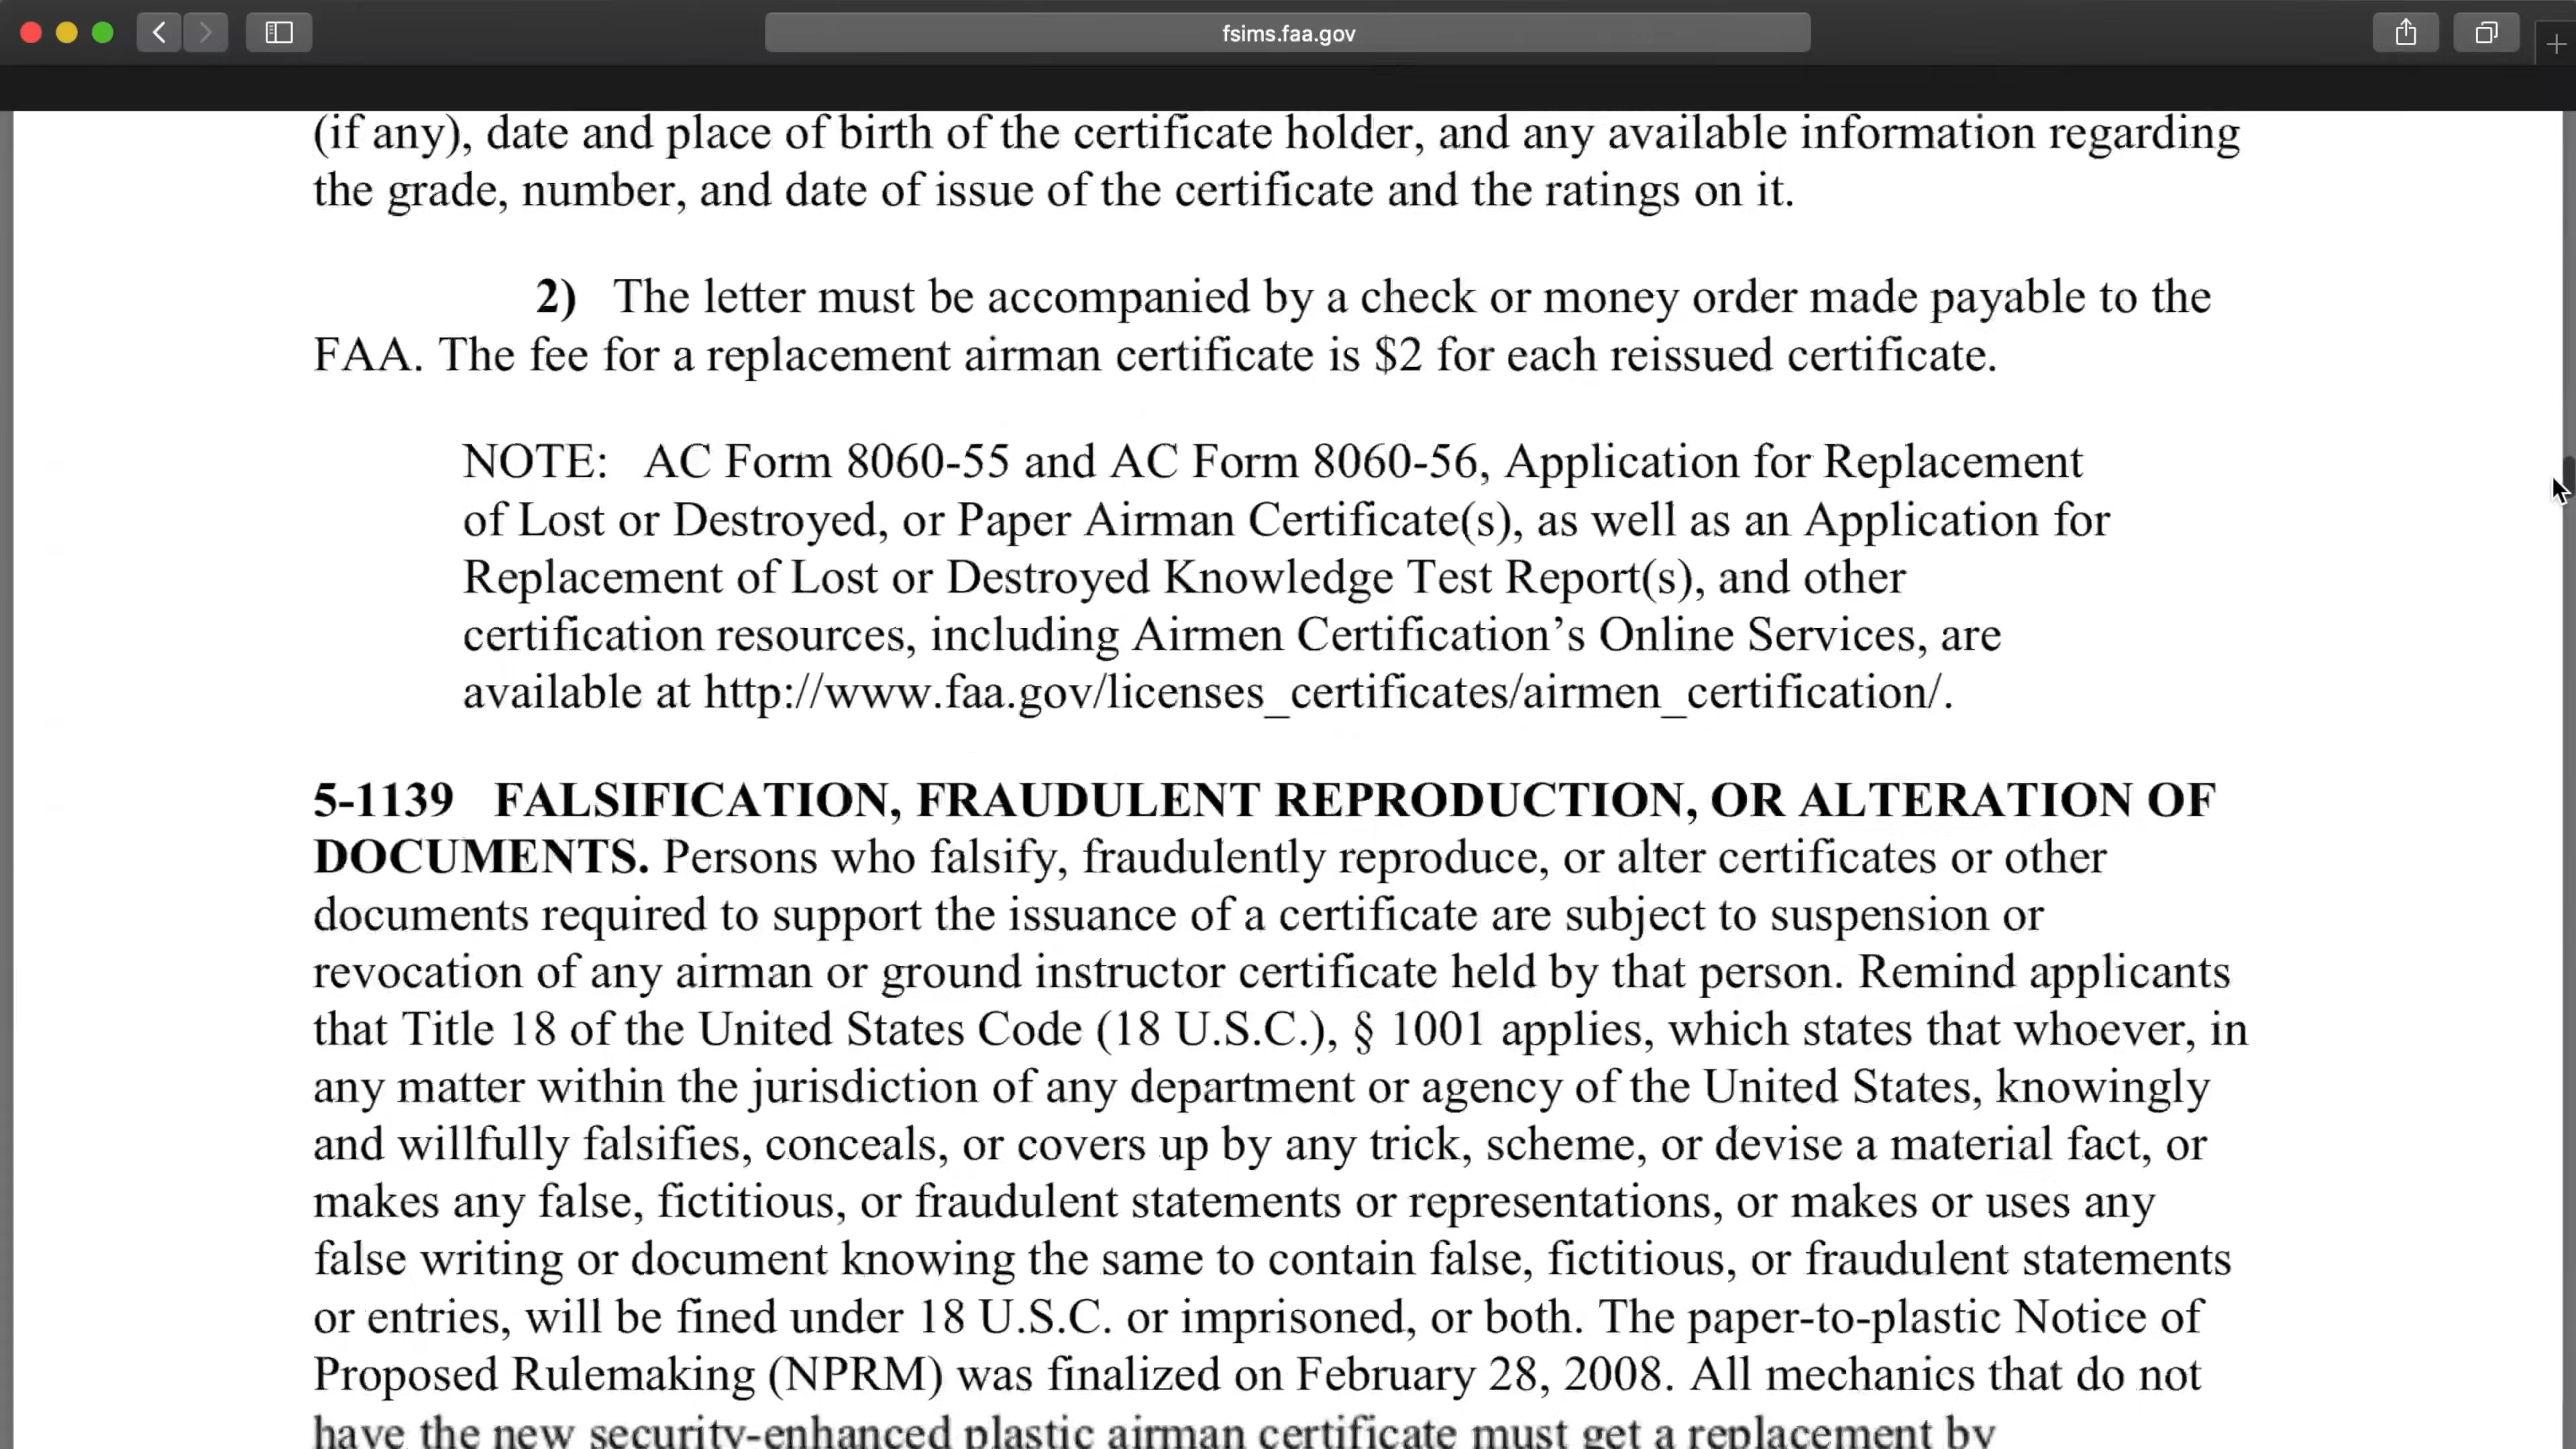 fsims.faa.gov
(if any), date and place of birth of the certificate holder, and any available information regarding
the grade, number, and date of issue of the certificate and the ratings on it.
2) The letter must be accompanied by a check or money order made payable to the
FAA. The fee for a replacement airman certificate is $2 for each reissued certificate.
NOTE: AC Form 8060-55 and AC Form 8060-56, Application for Replacement
of Lost or Destroyed, or Paper Airman Certificate(s), as well as an Application for
Replacement of Lost or Destroyed Knowledge Test Report(s), and other
certification resources, including Airmen Certification’s Online Services, are
available at http://www.faa.gov/licenses_certificates/airmen_certification/.
5-1139 FALSIFICATION, FRAUDULENT REPRODUCTION, OR ALTERATION OF
DOCUMENTS. Persons who falsify, fraudulently reproduce, or alter certificates or other
documents required to support the issuance of a certificate are subject to suspension or
revocation of any airman or ground instructor certificate held by that person. Remind applicants
that Title 18 of the United States Code (18 U.S.C.), § 1001 applies, which states that whoever, in
any matter within the jurisdiction of any department or agency of the United States, knowingly
and willfully falsifies, conceals, or covers up by any trick, scheme, or devise a material fact, or
makes any false, fictitious, or fraudulent statements or representations, or makes or uses any
false writing or document knowing the same to contain false, fictitious, or fraudulent statements
or entries, will be fined under 18 U.S.C. or imprisoned, or both. The paper-to-plastic Notice of
Proposed Rulemaking (NPRM) was finalized on February 28, 2008. All mechanics that do not
have the new security-enhanced plastic airman certificate must get a replacement by